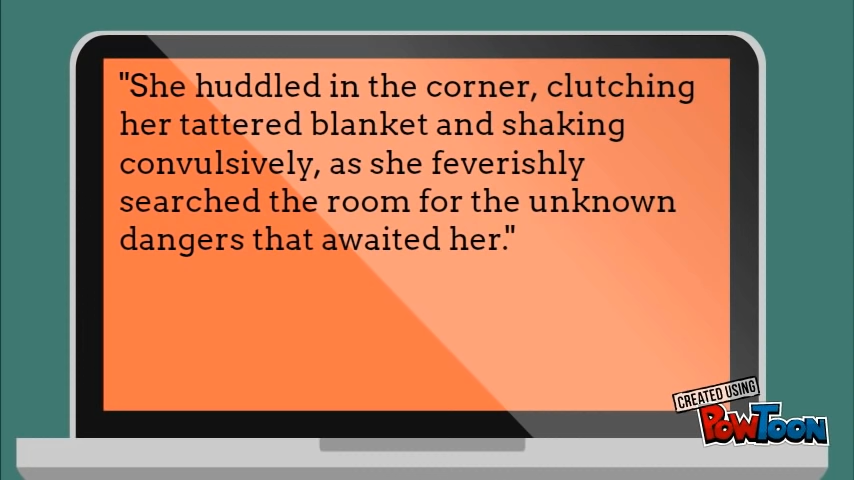 "She huddled in the corner, clutching
her tattered blanket and shaking
convulsively, as she feverishly
searched the room for the unknown
dangers that awaited her."
CREATED USING
POWTOON